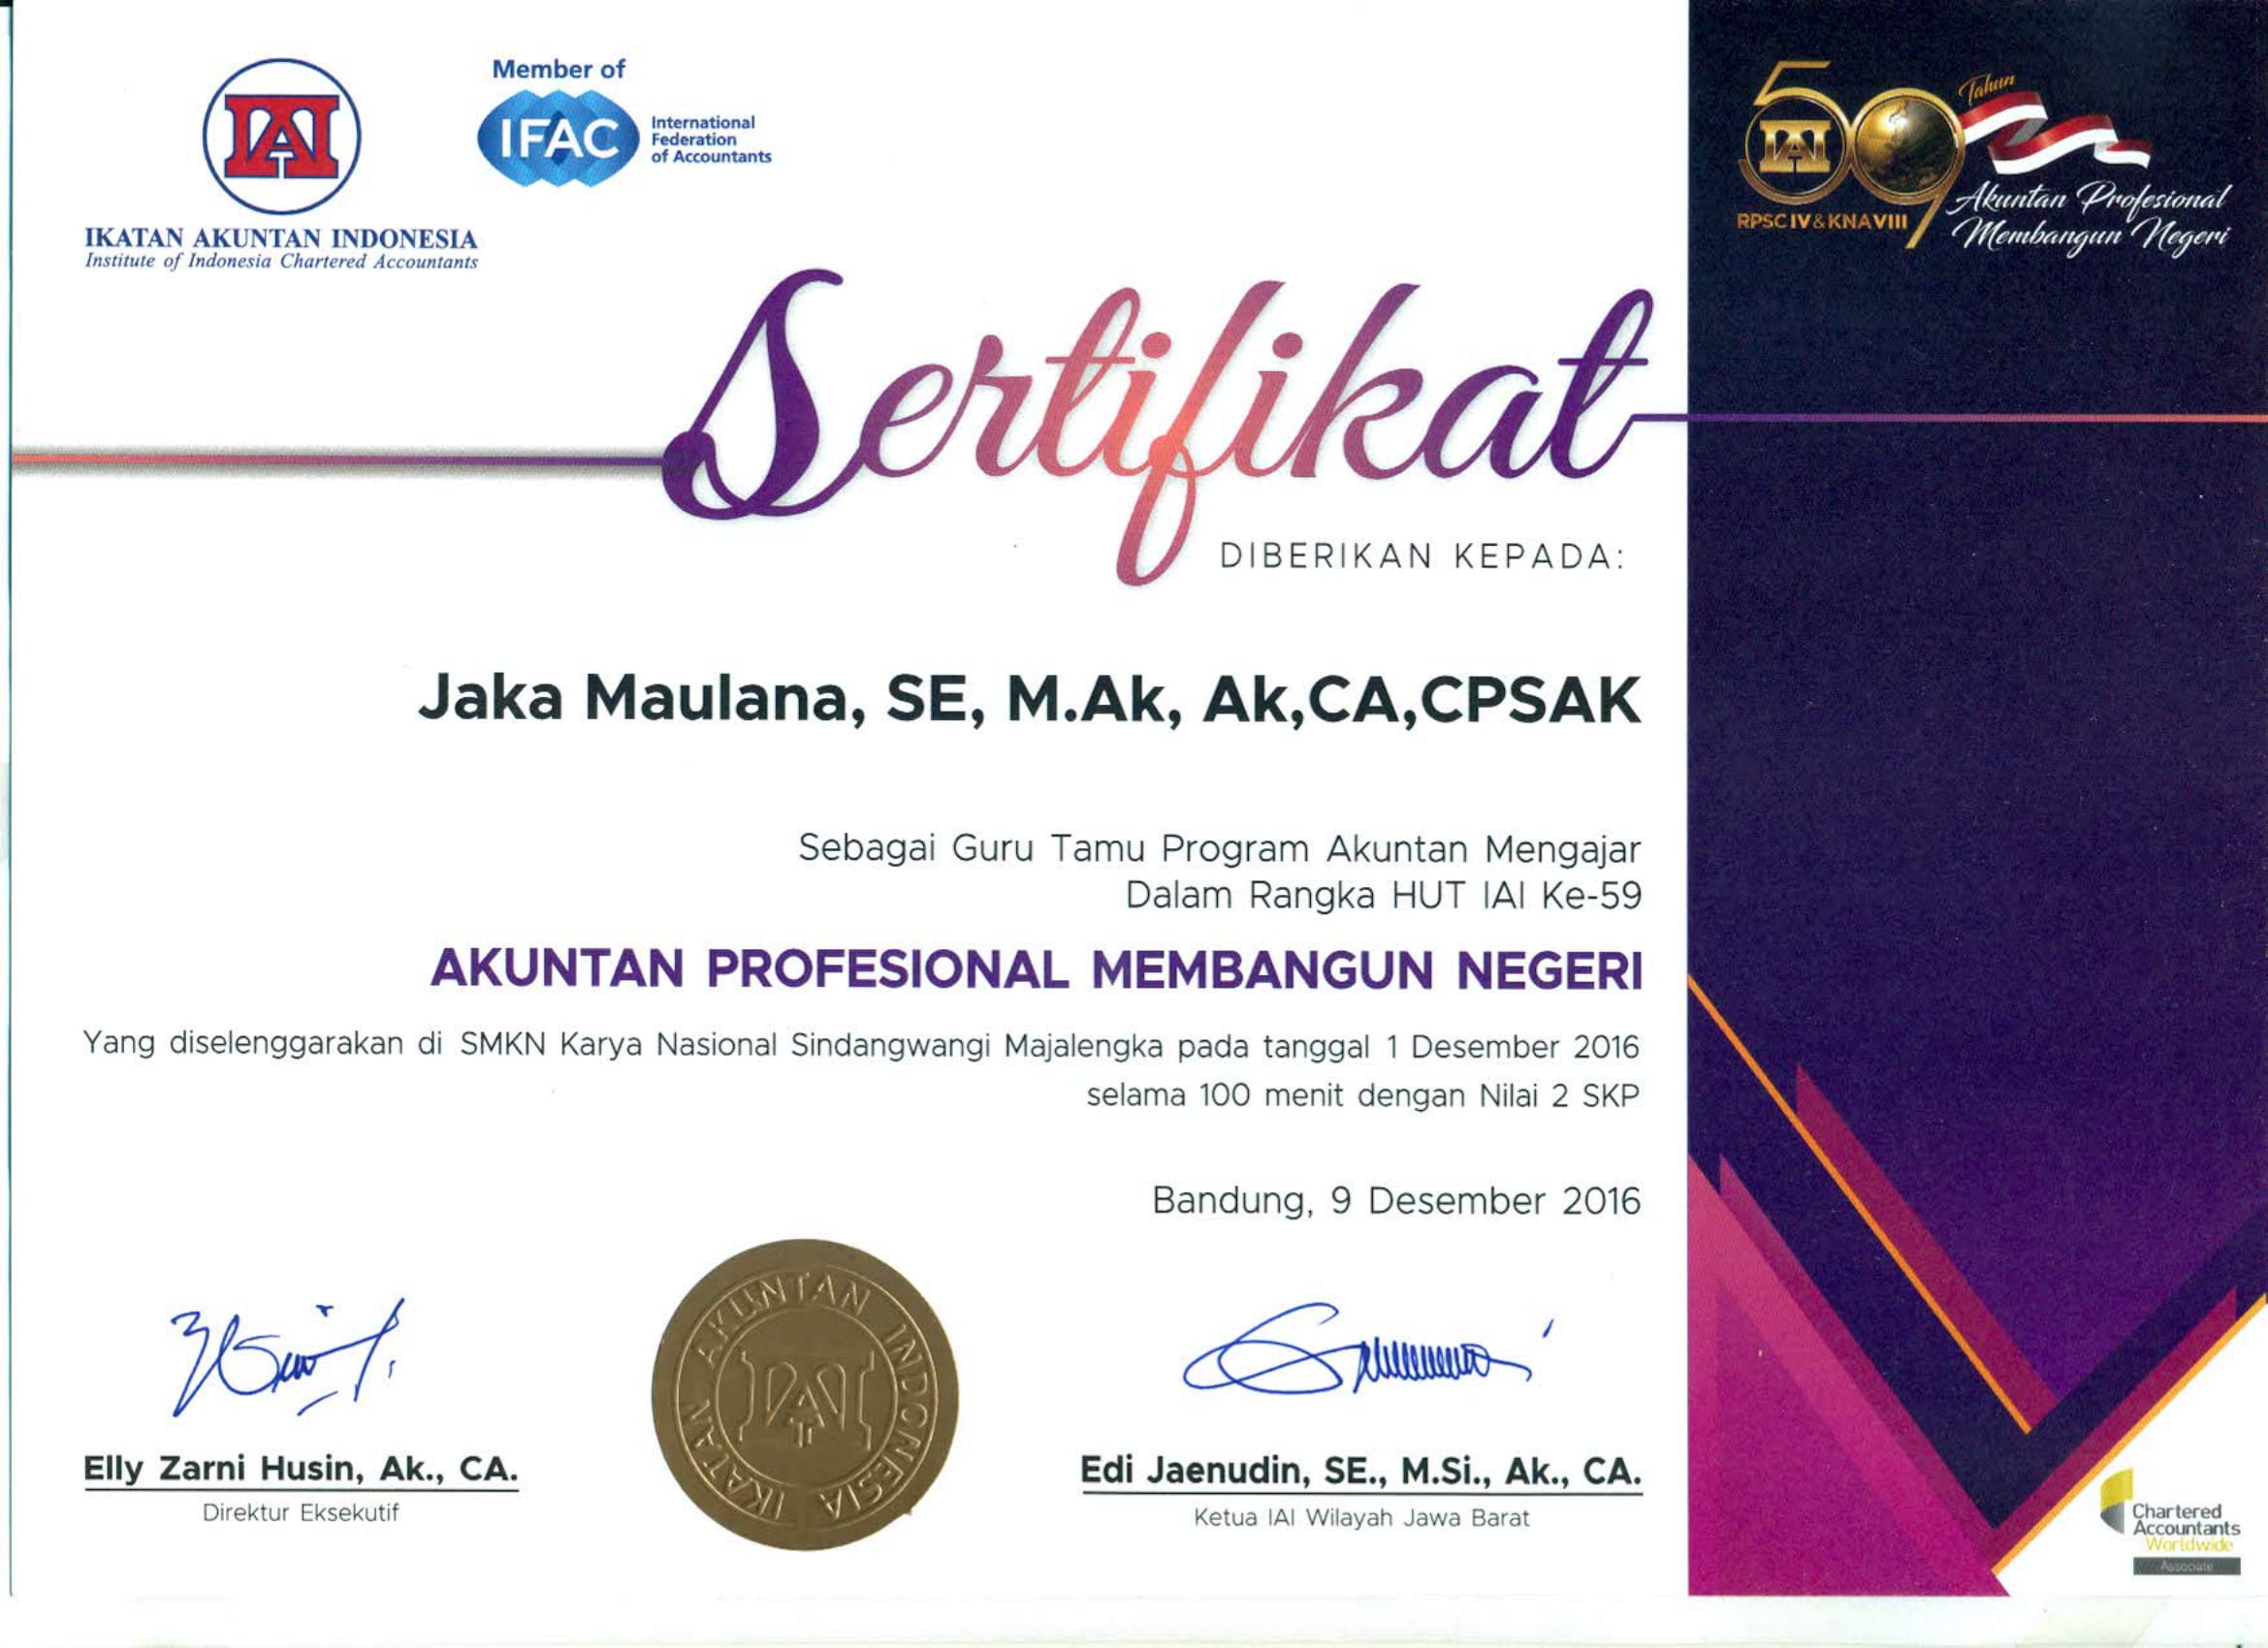 IAI
IKATAN AKUNTAN INDONESIA
Institute of Indonesia Chartered Accountants
Member of
IFAC
International
Federation
of Accountants
59 Tahun
IAI
RPSC IV & KNA VIII
Akuntan Profesional
Membangun Negeri
Sertifikat
DIBERIKAN KEPADA:
Jaka Maulana, SE, M.Ak, Ak,CA,CPSAK
Sebagai Guru Tamu Program Akuntan Mengajar
Dalam Rangka HUT IAI Ke-59
AKUNTAN PROFESIONAL MEMBANGUN NEGERI
Yang diselenggarakan di SMKN Karya Nasional Sindangwangi Majalengka pada tanggal 1 Desember 2016
selama 100 menit dengan Nilai 2 SKP
Bandung, 9 Desember 2016
IKATAN AKUNTAN INDONESIA
IAI
Elly Zarni Husin, Ak., CA.
Direktur Eksekutif
Edi Jaenudin, SE., M.Si., Ak., CA.
Ketua IAI Wilayah Jawa Barat
Chartered
Accountants
Worldwide
Associate